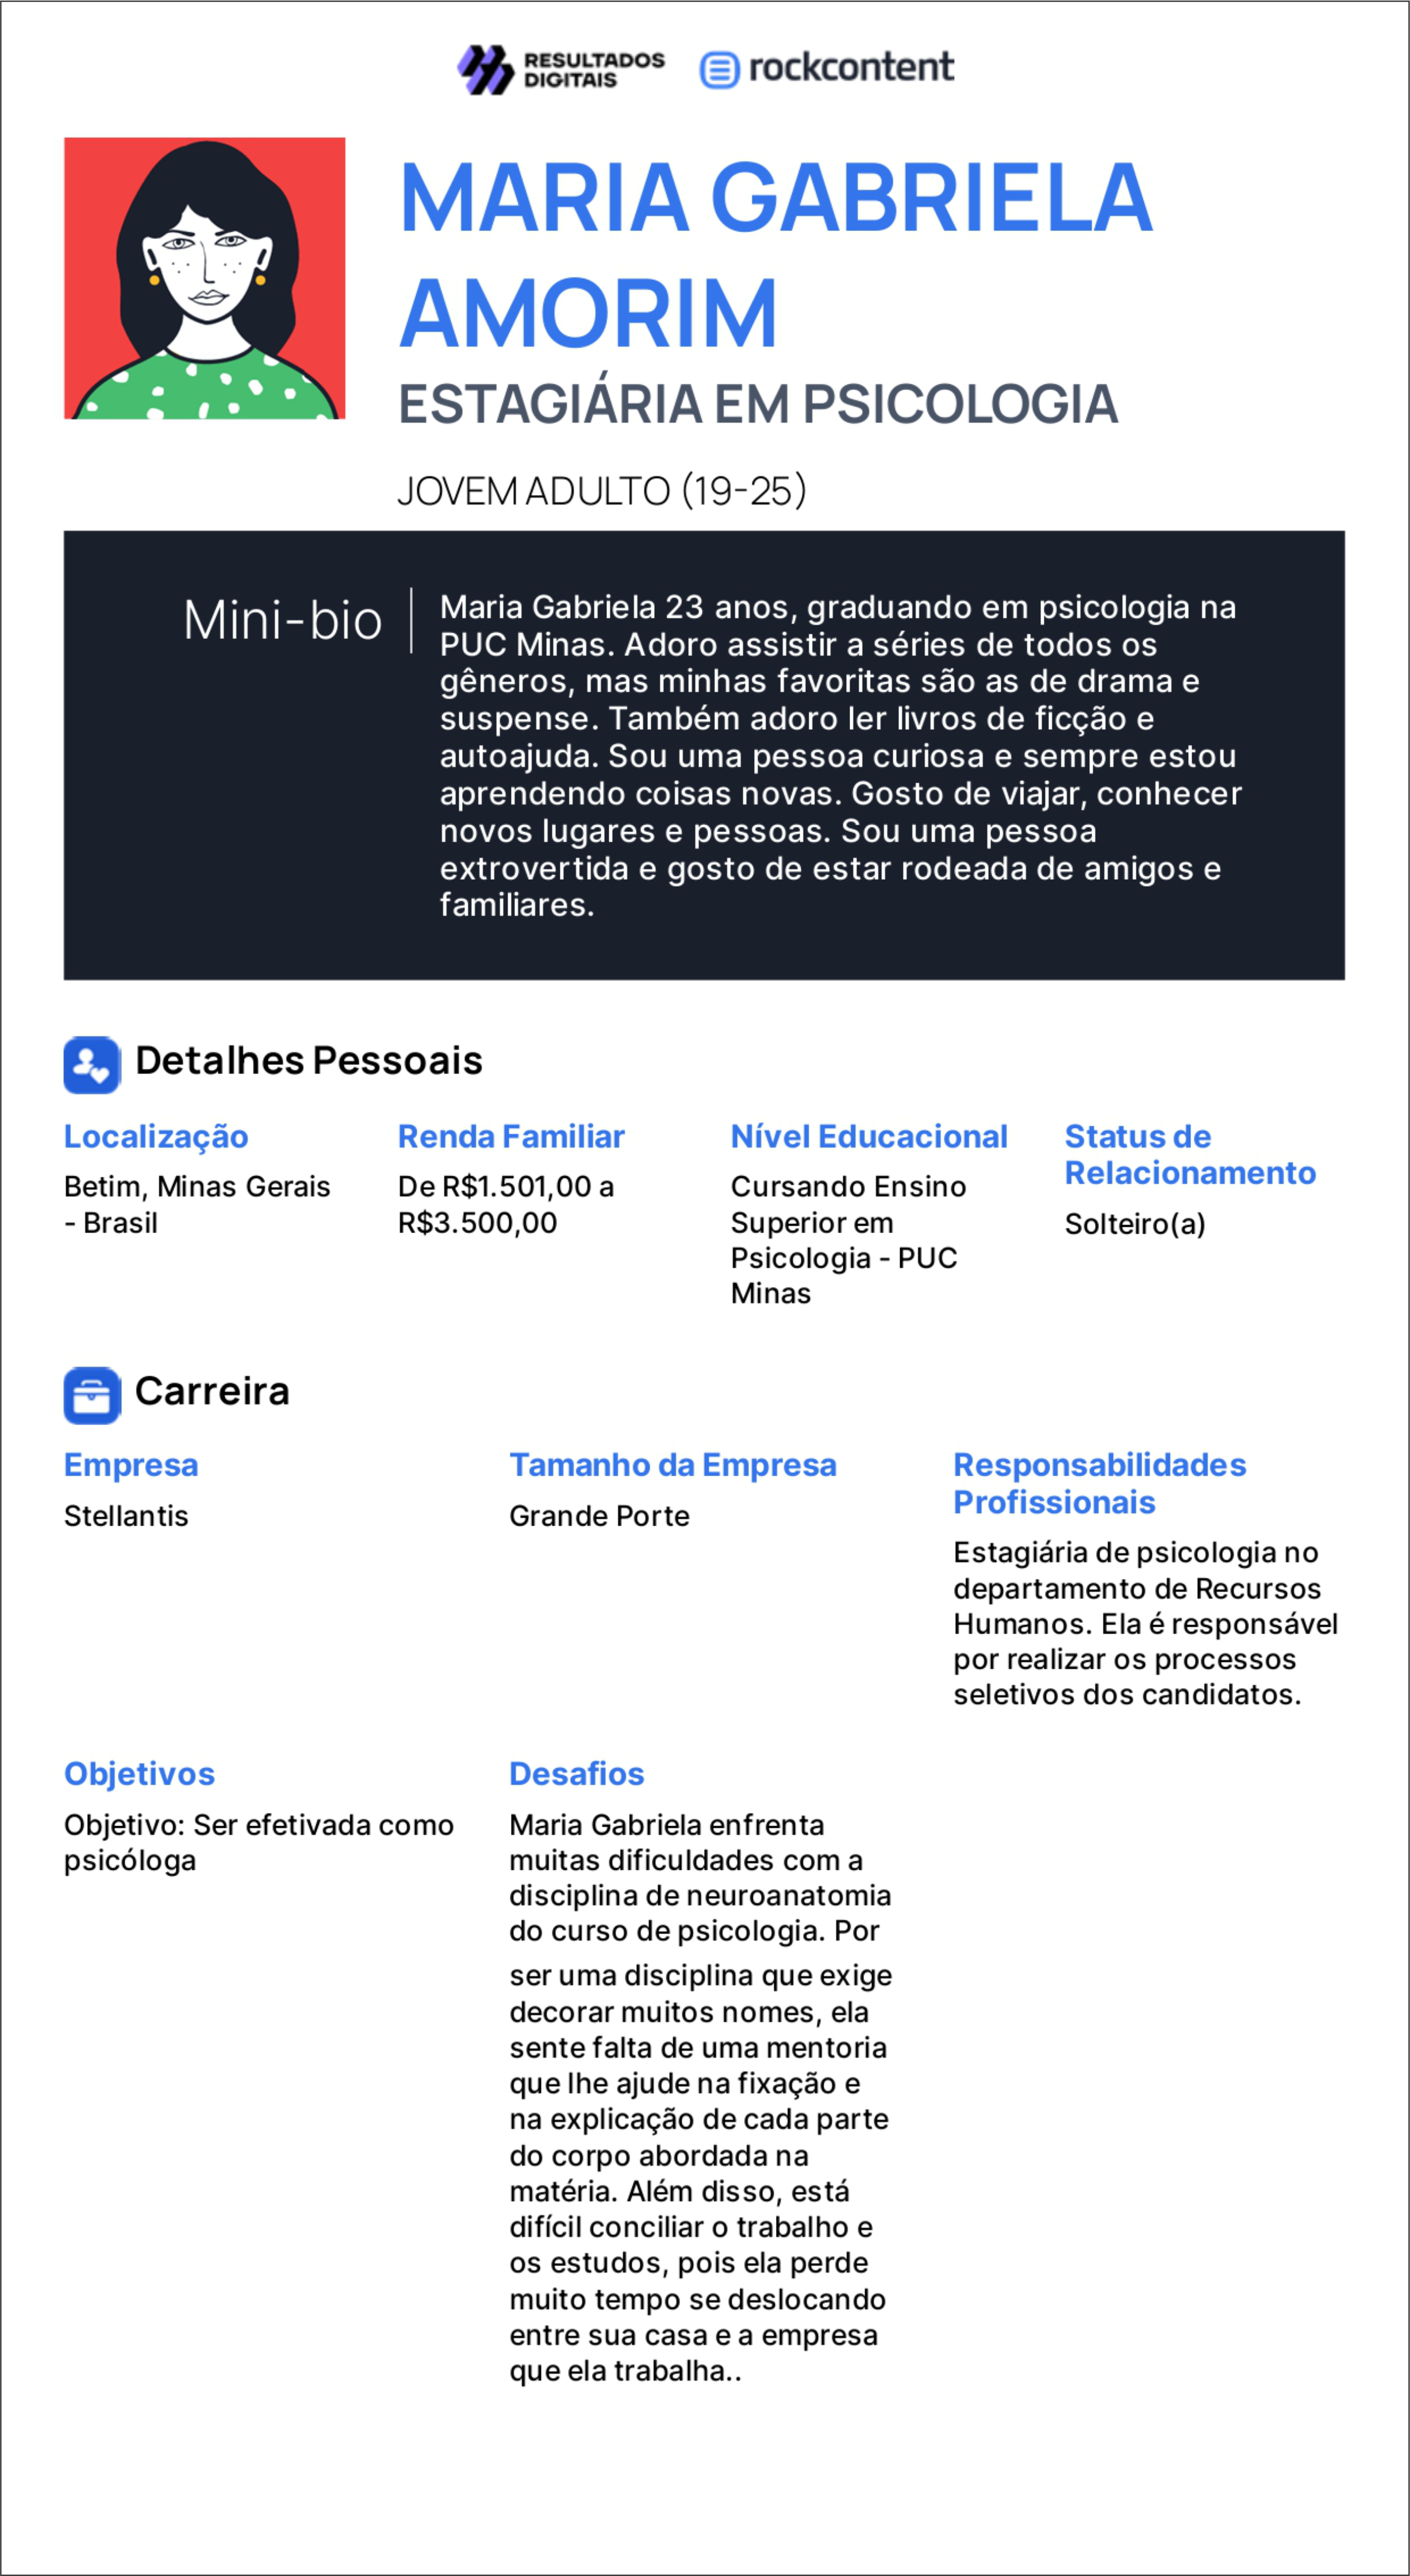 RESULTADOS
DIGITAIS
rockcontent
MARIA GABRIELA
AMORIM
ESTAGIÁRIA EM PSICOLOGIA
JOVEM ADULTO (19-25)
Mini-bio
Maria Gabriela 23 anos, graduando em psicologia na
PUC Minas. Adoro assistir a séries de todos os
gêneros, mas minhas favoritas são as de drama e
suspense. Também adoro ler livros de ficção e
autoajuda. Sou uma pessoa curiosa e sempre estou
aprendendo coisas novas. Gosto de viajar, conhecer
novos lugares e pessoas. Sou uma pessoa
extrovertida e gosto de estar rodeada de amigos e
familiares.
Detalhes Pessoais
Localização
Betim, Minas Gerais
- Brasil
Renda Familiar
De R$1.501,00 a
R$3.500,00
Nível Educacional
Cursando Ensino
Superior em
Psicologia - PUC
Minas
Status de
Relacionamento
Solteiro(a)
Carreira
Empresa
Stellantis
Tamanho da Empresa
Grande Porte
Responsabilidades
Profissionais
Estagiária de psicologia no
departamento de Recursos
Humanos. Ela é responsável
por realizar os processos
seletivos dos candidatos.
Objetivos
Objetivo: Ser efetivada como
psicóloga
Desafios
Maria Gabriela enfrenta
muitas dificuldades com a
disciplina de neuroanatomia
do curso de psicologia. Por
ser uma disciplina que exige
decorar muitos nomes, ela
sente falta de uma mentoria
que lhe ajude na fixação e
na explicação de cada parte
do corpo abordada na
matéria. Além disso, está
difícil conciliar o trabalho e
os estudos, pois ela perde
muito tempo se deslocando
entre sua casa e a empresa
que ela trabalha..